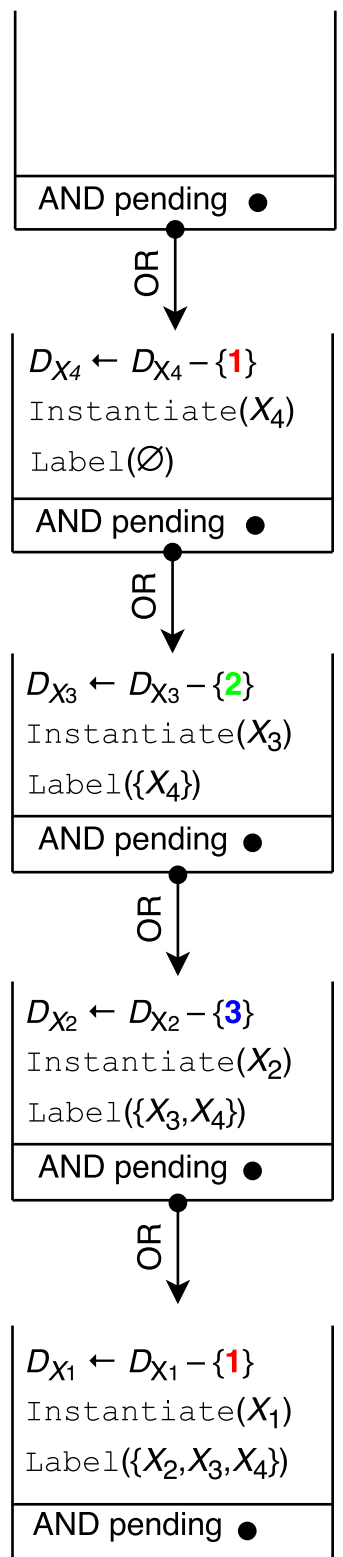 AND pending ●
OR
D_X4 ← D_X4 – {1}
Instantiate(X4)
Label(∅)
AND pending ●
OR
D_X3 ← D_X3 – {2}
Instantiate(X3)
Label({X4})
AND pending ●
OR
D_X2 ← D_X2 – {3}
Instantiate(X2)
Label({X3,X4})
AND pending ●
OR
D_X1 ← D_X1 – {1}
Instantiate(X1)
Label({X2,X3,X4})
AND pending ●